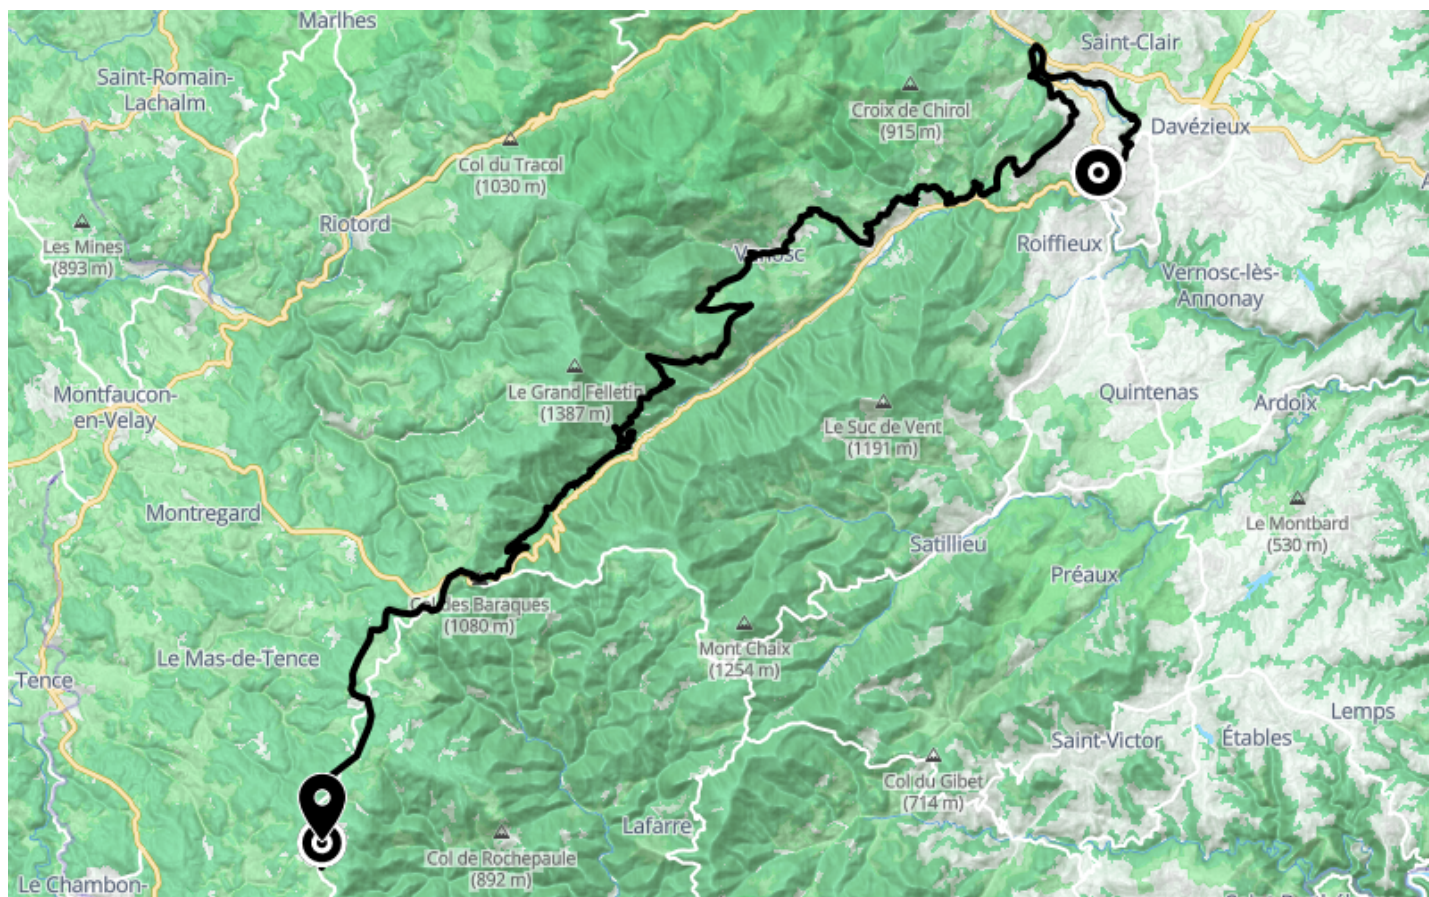 Marlhes
Saint-Clair
Saint-Romain-
Lachalm
Croix de Chirol
(915 m)
Davézieux
Col du Tracol
(1030 m)
Riotord
Les Mines
(893 m)
Roiffieux
Vernosc-lès-
Annonay
Le Grand Felletin
(1387 m)
Montfaucon-
en-Velay
Quintenas
Ardoix
Le Suc de Vent
(1191 m)
Montregard
Le Montbard
(530 m)
Satillieu
Préaux
Col des Baraques
(1080 m)
Mont Chaix
(1254 m)
Le Mas-de-Tence
Tence
Lemps
Saint-Victor
Étables
Col du Gibet
(714 m)
Lafarre
Col de Rochepaule
(892 m)
Le Chambon-